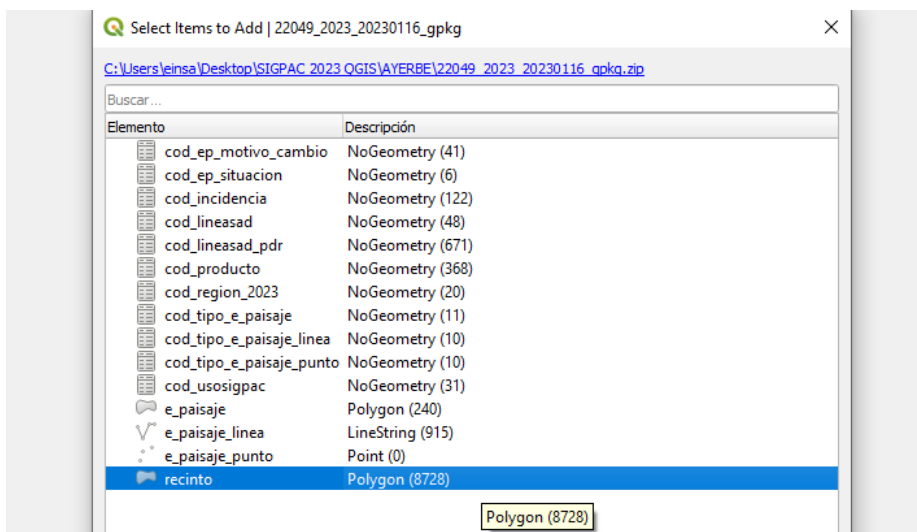 Select Items to Add | 22049_2023_20230116_gpkg
C:\Users\einsa\Desktop\SIGPAC 2023 QGIS\AYERBE\22049_2023_20230116_gpkg.zip
Buscar...
Elemento Descripción
cod_ep_motivo_cambio NoGeometry (41)
cod_ep_situacion NoGeometry (6)
cod_incidencia NoGeometry (122)
cod_lineasad NoGeometry (48)
cod_lineasad_pdr NoGeometry (671)
cod_producto NoGeometry (368)
cod_region_2023 NoGeometry (20)
cod_tipo_e_paisaje NoGeometry (11)
cod_tipo_e_paisaje_linea NoGeometry (10)
cod_tipo_e_paisaje_punto NoGeometry (10)
cod_usosigpac NoGeometry (31)
e_paisaje Polygon (240)
e_paisaje_linea LineString (915)
e_paisaje_punto Point (0)
recinto Polygon (8728)
Polygon (8728)